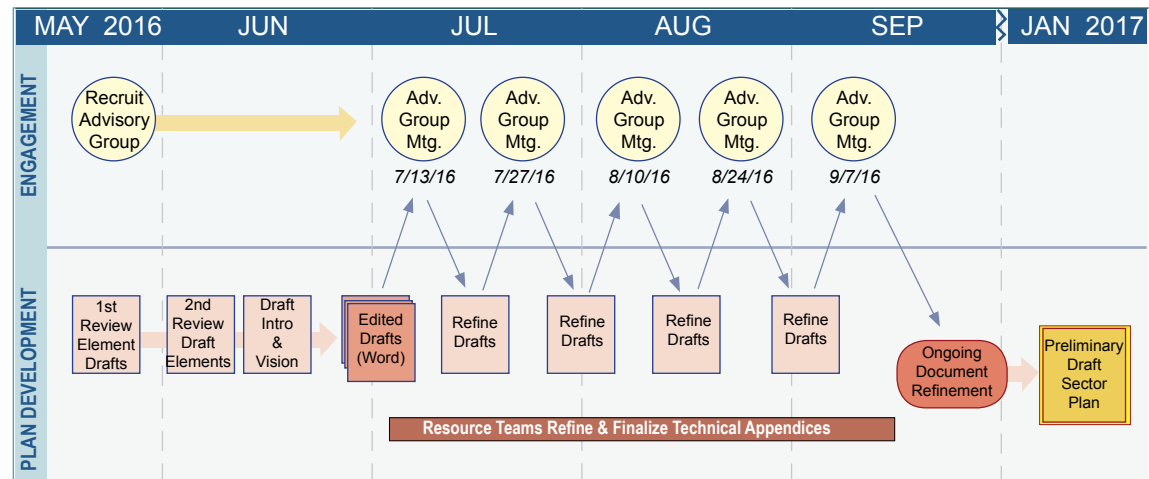 MAY 2016
JUN
JUL
AUG
SEP
JAN 2017
ENGAGEMENT
Recruit
Advisory
Group
Adv.
Group
Mtg.
7/13/16
Adv.
Group
Mtg.
7/27/16
Adv.
Group
Mtg.
8/10/16
Adv.
Group
Mtg.
8/24/16
Adv.
Group
Mtg.
9/7/16
PLAN DEVELOPMENT
1st
Review
Element
Drafts
2nd
Review
Draft
Elements
Draft
Intro
&
Vision
Edited
Drafts
(Word)
Refine
Drafts
Refine
Drafts
Refine
Drafts
Refine
Drafts
Ongoing
Document
Refinement
Preliminary
Draft
Sector
Plan
Resource Teams Refine & Finalize Technical Appendices